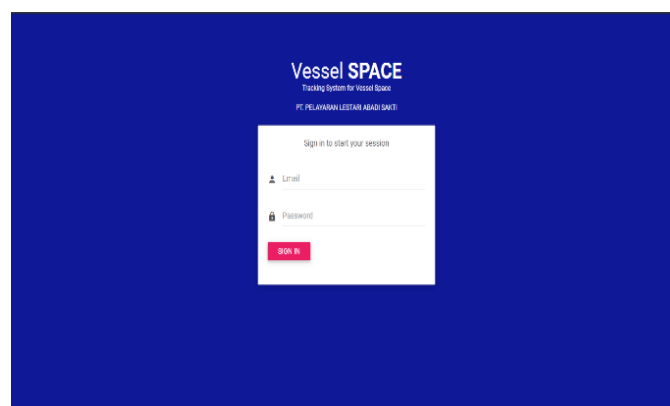 Vessel SPACE
Tracking System for Vessel Space
PT. PELAYARAN LESTARI ABADI SAKTI
Sign in to start your session
Email
Password
SIGN IN